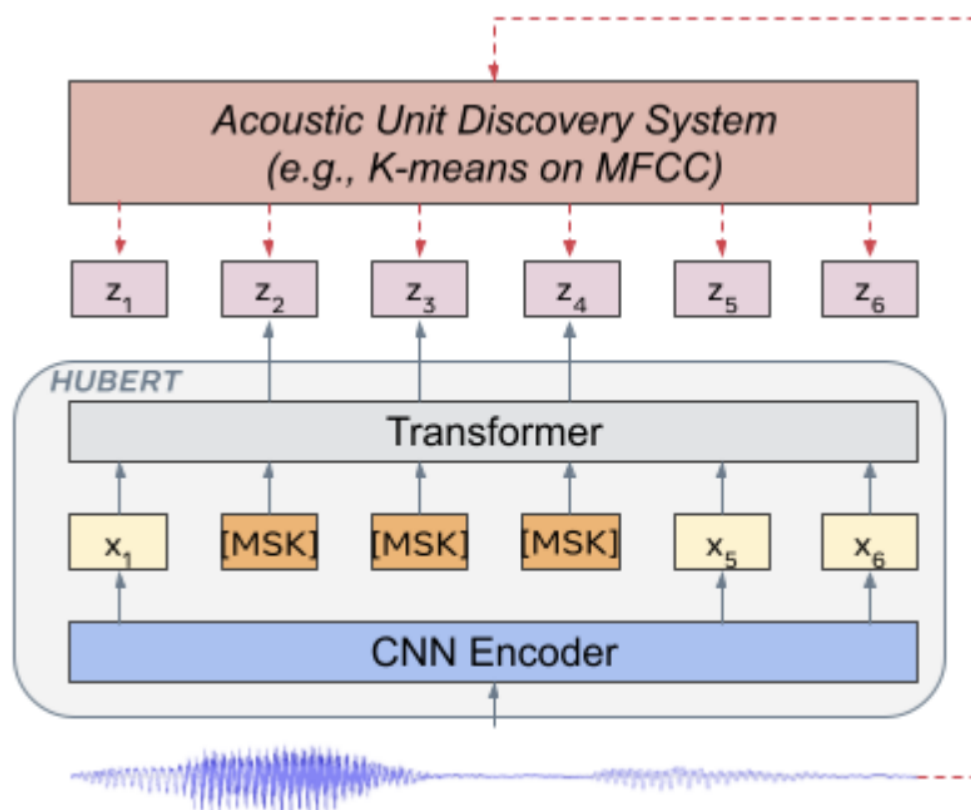 Acoustic Unit Discovery System
(e.g., K-means on MFCC)
z₁ z₂ z₃ z₄ z₅ z₆
HUBERT
Transformer
x₁ [MSK] [MSK] [MSK] x₅ x₆
CNN Encoder